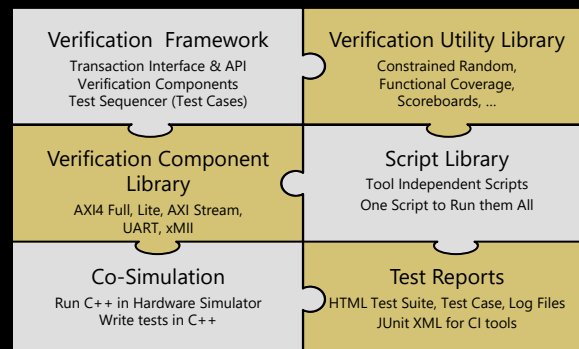 Verification Framework
Transaction Interface & API
Verification Components
Test Sequencer (Test Cases)
Verification Utility Library
Constrained Random,
Functional Coverage,
Scoreboards, ...
Verification Component
Library
AXI4 Full, Lite, AXI Stream,
UART, xMII
Script Library
Tool Independent Scripts
One Script to Run them All
Co-Simulation
Run C++ in Hardware Simulator
Write tests in C++
Test Reports
HTML Test Suite, Test Case, Log Files
JUnit XML for CI tools